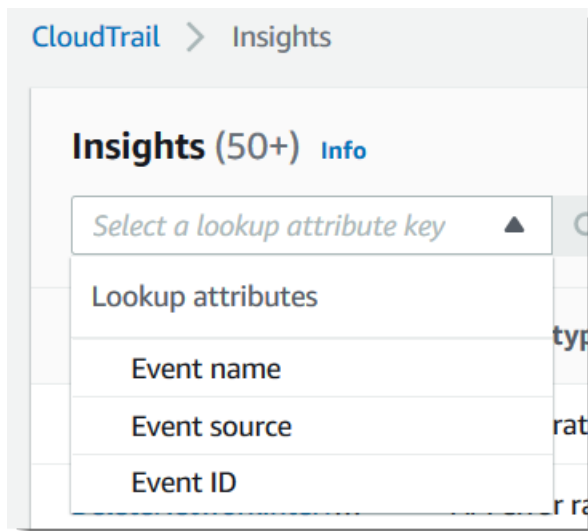 CloudTrail > Insights
Insights (50+) Info
Select a lookup attribute key
Lookup attributes
Event name
Event source
Event ID